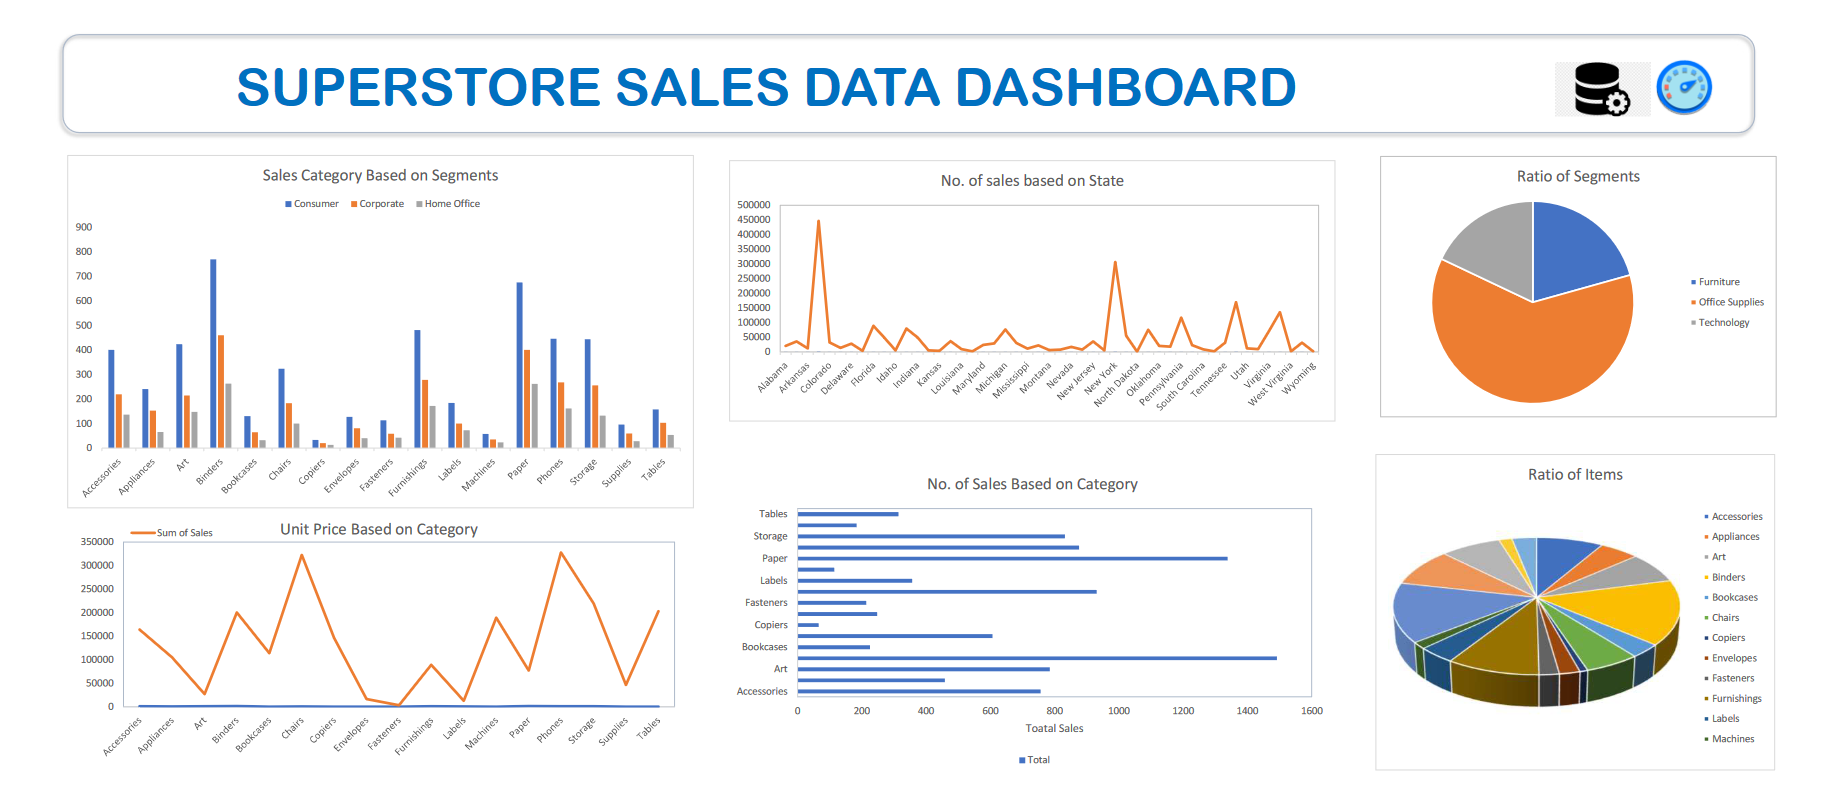 SUPERSTORE SALES DATA DASHBOARD
Sales Category Based on Segments
Consumer Corporate Home Office
900
800
700
600
500
400
300
200
100
0
Accessories Appliances Art Binders Bookcases Chairs Copiers Envelopes Fasteners Furnishings Labels Machines Paper Phones Storage Supplies Tables
No. of sales based on State
500000
450000
400000
350000
300000
250000
200000
150000
100000
50000
0
Alabama Arkansas Colorado Delaware Florida Idaho Indiana Kansas Louisiana Maryland Michigan Mississippi Montana Nevada New Jersey New York North Dakota Oklahoma Pennsylvania South Carolina Tennessee Utah Virginia West Virginia Wyoming
Ratio of Segments
Furniture
Office Supplies
Technology
Unit Price Based on Category
Sum of Sales
350000
300000
250000
200000
150000
100000
50000
0
Accessories Appliances Art Binders Bookcases Chairs Copiers Envelopes Fasteners Furnishings Labels Machines Paper Phones Storage Supplies Tables
No. of Sales Based on Category
Tables
Storage
Paper
Labels
Fasteners
Copiers
Bookcases
Art
Accessories
0 200 400 600 800 1000 1200 1400 1600
Toatal Sales
Total
Ratio of Items
Accessories
Appliances
Art
Binders
Bookcases
Chairs
Copiers
Envelopes
Fasteners
Furnishings
Labels
Machines